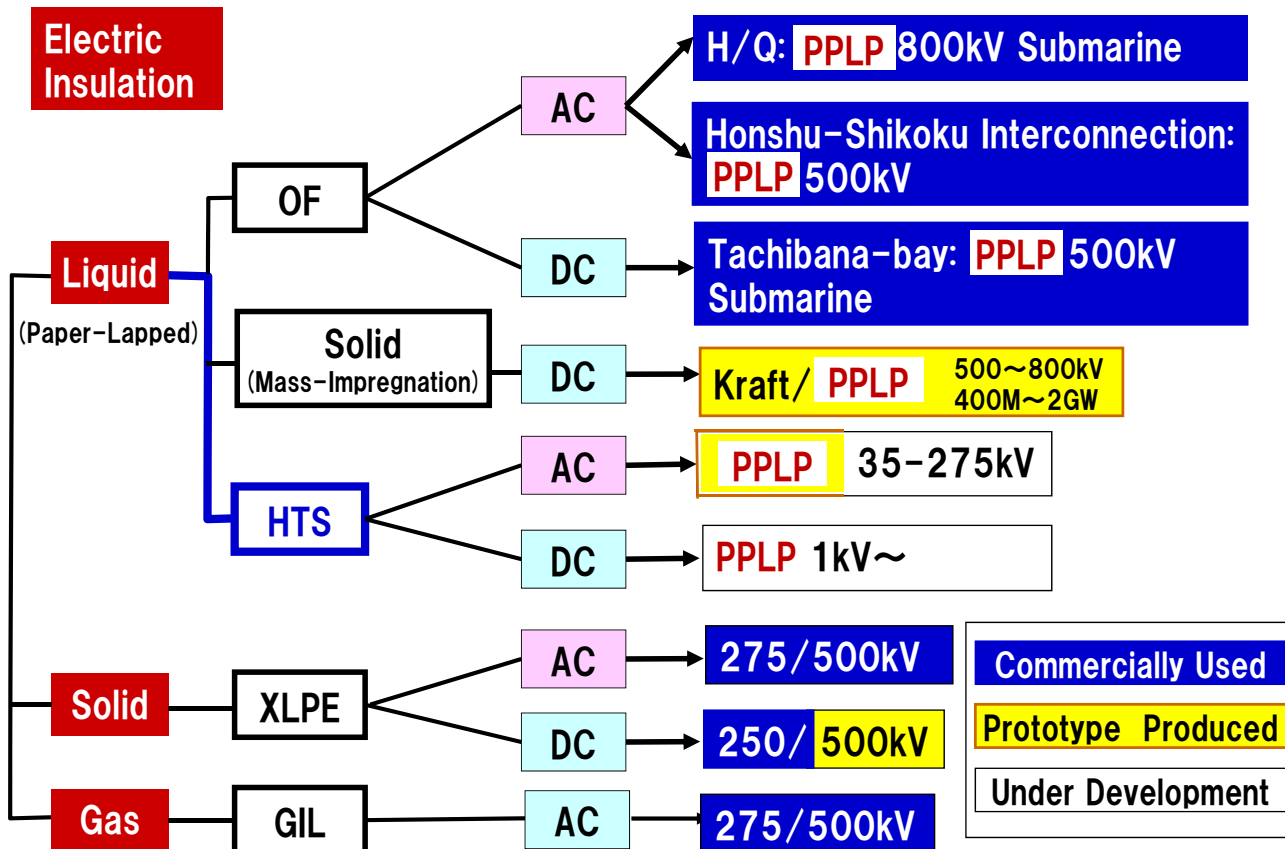 Electric
Insulation
AC
H/Q: PPLP 800kV Submarine
Honshu-Shikoku Interconnection:
PPLP 500kV
OF
DC
Tachibana-bay: PPLP 500kV
Submarine
Liquid
(Paper-Lapped)
Solid
(Mass-Impregnation)
DC
Kraft/ PPLP
500～800kV
400M～2GW
AC
PPLP 35-275kV
HTS
DC
PPLP 1kV～
AC
275/500kV
Solid
XLPE
DC
250/500kV
Gas
GIL
AC
275/500kV
Commercially Used
Prototype Produced
Under Development